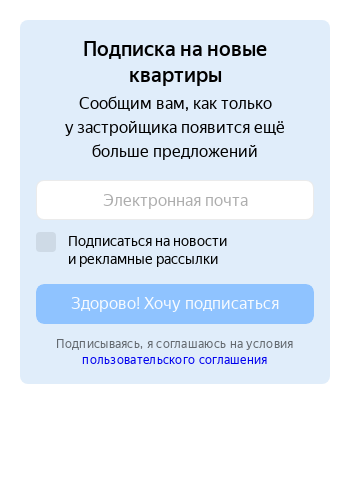 Подписка на новые
квартиры
Сообщим вам, как только
у застройщика появится ещё
больше предложений
Электронная почта
Подписаться на новости
и рекламные рассылки
Здорово! Хочу подписаться
Подписываясь, я соглашаюсь на условия
пользовательского соглашения